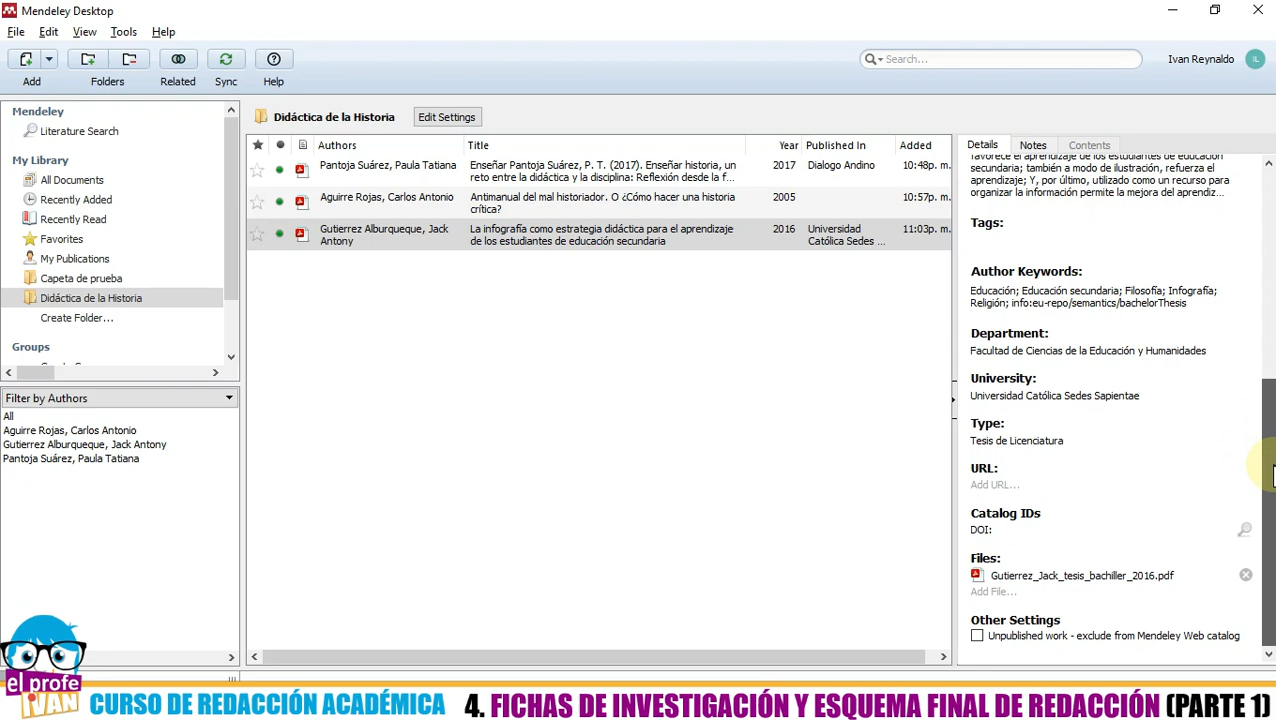 Mendeley Desktop
File Edit View Tools Help
Add Folders Related Sync Help
Search...
Ivan Reynaldo IL
Mendeley
Literature Search
My Library
All Documents
Recently Added
Recently Read
Favorites
My Publications
Capeta de prueba
Didáctica de la Historia
Create Folder...
Groups
Filter by Authors
All
Aguirre Rojas, Carlos Antonio
Gutierrez Alburqueque, Jack Antony
Pantoja Suárez, Paula Tatiana
Didáctica de la Historia Edit Settings
Authors Title Year Published In Added
Pantoja Suárez, Paula Tatiana Enseñar Pantoja Suárez, P. T. (2017). Enseñar historia, un 2017 Dialogo Andino 10:48p. m.
reto entre la didáctica y la disciplina: Reflexión desde la f...
Aguirre Rojas, Carlos Antonio Antimanual del mal historiador. O ¿Cómo hacer una historia 2005 10:57p. m.
crítica?
Gutierrez Alburqueque, Jack La infografía como estrategia didáctica para el aprendizaje 2016 Universidad 11:03p. m.
Antony de los estudiantes de educación secundaria Católica Sedes ...
Details Notes Contents
favorece el aprendizaje de los estudiantes de educación
secundaria; también a modo de ilustración, refuerza el
aprendizaje; Y, por último, utilizado como un recurso para
organizar la información permite la mejora del aprendiz...
Tags:
Author Keywords:
Educación; Educación secundaria; Filosofía; Infografía;
Religión; info:eu-repo/semantics/bachelorThesis
Department:
Facultad de Ciencias de la Educación y Humanidades
University:
Universidad Católica Sedes Sapientae
Type:
Tesis de Licenciatura
URL:
Add URL...
Catalog IDs
DOI:
Files:
Gutierrez_Jack_tesis_bachiller_2016.pdf
Add File...
Other Settings
Unpublished work - exclude from Mendeley Web catalog
el profe
iVAN
CURSO DE REDACCIÓN ACADÉMICA 4. FICHAS DE INVESTIGACIÓN Y ESQUEMA FINAL DE REDACCIÓN (PARTE 1)